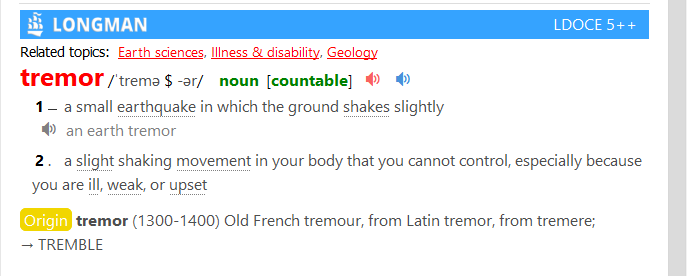 LONGMAN LDOCE 5++
Related topics: Earth sciences, Illness & disability, Geology
tremor /ˈtremə $ -ər/ noun [countable]
1 – a small earthquake in which the ground shakes slightly
an earth tremor
2 . a slight shaking movement in your body that you cannot control, especially because
you are ill, weak, or upset
Origin tremor (1300-1400) Old French tremour, from Latin tremor, from tremere;
→ TREMBLE